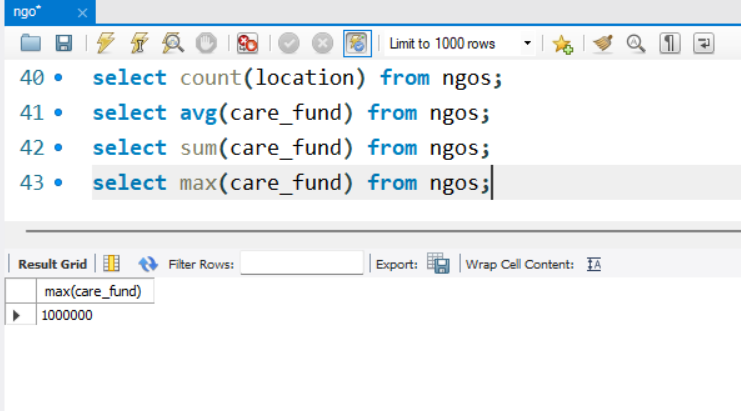 ngo*
Limit to 1000 rows
40 select count(location) from ngos;
41 select avg(care_fund) from ngos;
42 select sum(care_fund) from ngos;
43 select max(care_fund) from ngos;
Result Grid Filter Rows: Export: Wrap Cell Content: IA
max(care_fund)
1000000